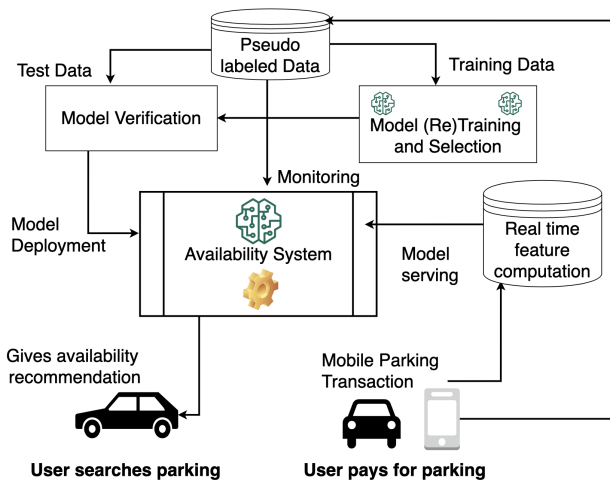 Pseudo
labeled Data
Test Data
Training Data
Model Verification
Model (Re)Training
and Selection
Monitoring
Model
Deployment
Availability System
Model
serving
Real time
feature
computation
Gives availability
recommendation
Mobile Parking
Transaction
User searches parking
User pays for parking